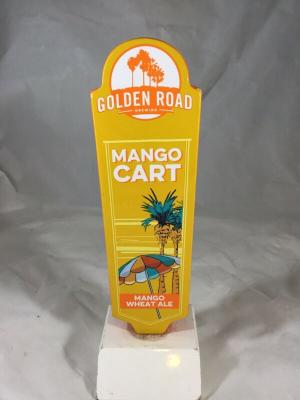 GOLDEN ROAD
BREWING
MANGO
CART
MANGO
WHEAT ALE